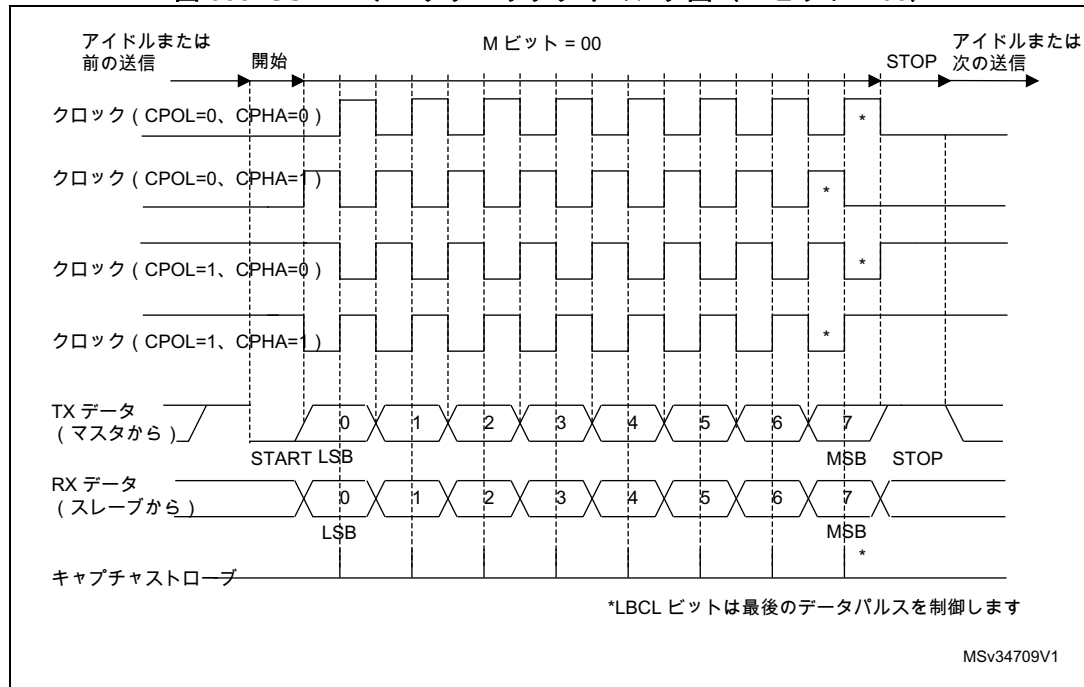 アイドルまたは
前の送信
開始
M ビット = 00
STOP
アイドルまたは
次の送信
クロック ( CPOL=0、CPHA=0 )
*
クロック ( CPOL=0、CPHA=1 )
*
クロック ( CPOL=1、CPHA=0 )
*
クロック ( CPOL=1、CPHA=1 )
*
TX データ
( マスタから )
0 1 2 3 4 5 6 7
START LSB MSB STOP
RX データ
( スレーブから )
0 1 2 3 4 5 6 7
LSB MSB
*
キャプチャストローブ
*LBCL ビットは最後のデータパルスを制御します
MSv34709V1